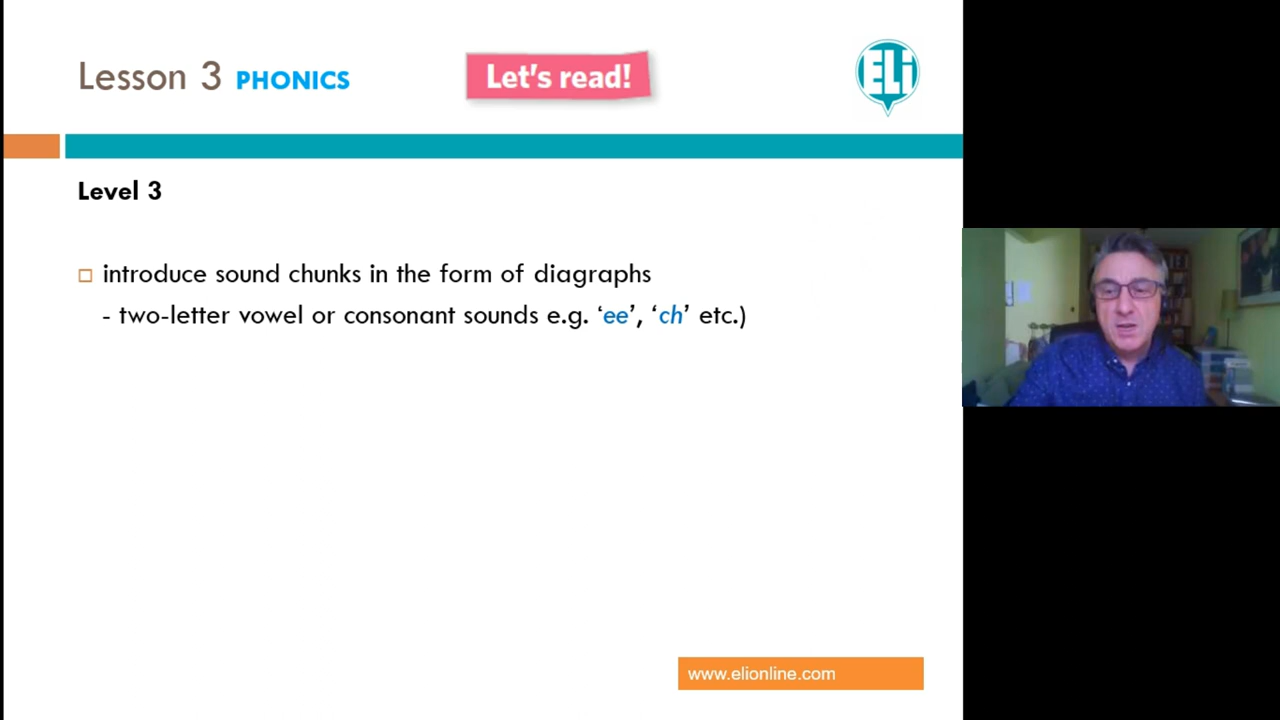 Lesson 3 PHONICS
Let's read!
ELi
Level 3
introduce sound chunks in the form of diagraphs
- two-letter vowel or consonant sounds e.g. ‘ee’, ‘ch’ etc.)
www.elionline.com